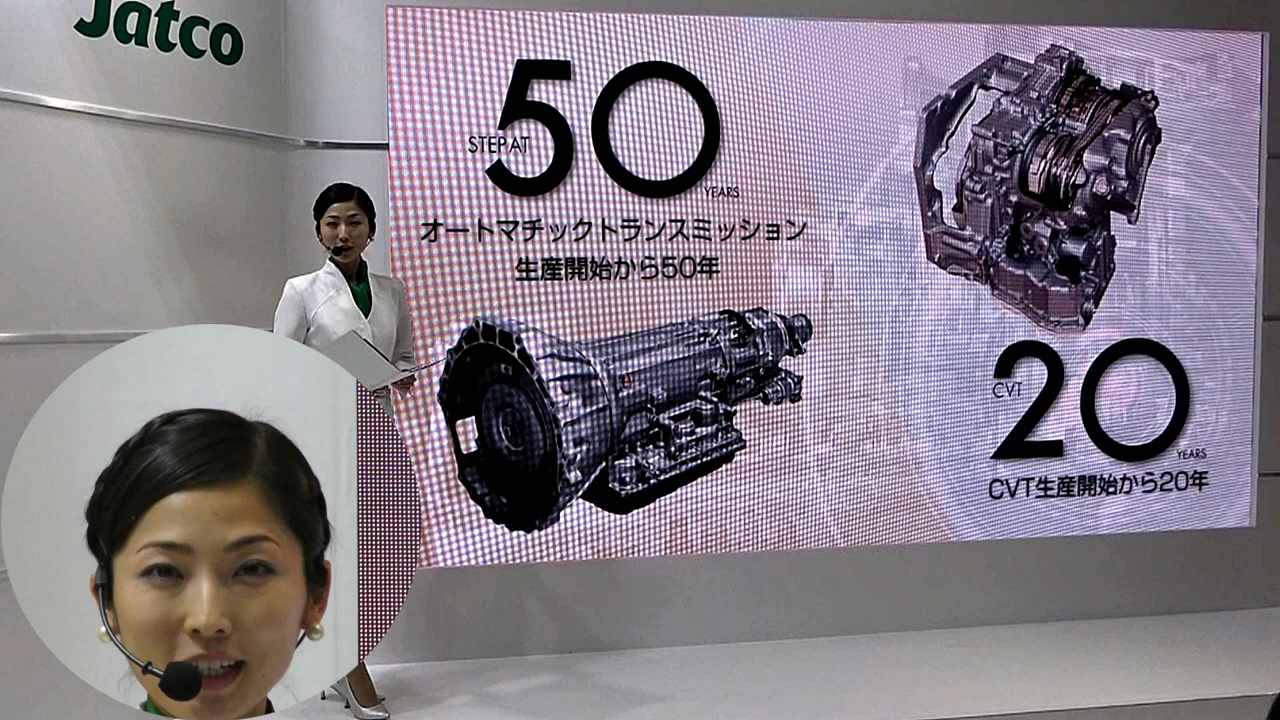 Jatco
STEP AT
50
YEARS
オートマチックトランスミッション
生産開始から50年
CVT
20
YEARS
CVT生産開始から20年